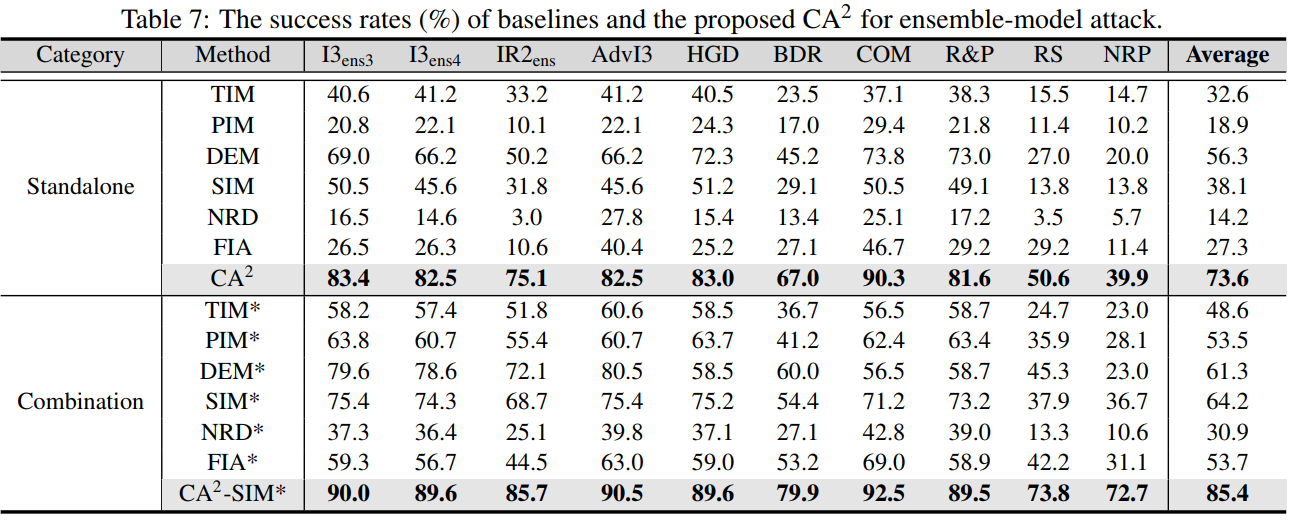 Table 7: The success rates (%) of baselines and the proposed CA² for ensemble-model attack.
Category Method I3ens3 I3ens4 IR2ens AdvI3 HGD BDR COM R&P RS NRP Average
TIM 40.6 41.2 33.2 41.2 40.5 23.5 37.1 38.3 15.5 14.7 32.6
PIM 20.8 22.1 10.1 22.1 24.3 17.0 29.4 21.8 11.4 10.2 18.9
DEM 69.0 66.2 50.2 66.2 72.3 45.2 73.8 73.0 27.0 20.0 56.3
Standalone SIM 50.5 45.6 31.8 45.6 51.2 29.1 50.5 49.1 13.8 13.8 38.1
NRD 16.5 14.6 3.0 27.8 15.4 13.4 25.1 17.2 3.5 5.7 14.2
FIA 26.5 26.3 10.6 40.4 25.2 27.1 46.7 29.2 29.2 11.4 27.3
CA² 83.4 82.5 75.1 82.5 83.0 67.0 90.3 81.6 50.6 39.9 73.6
TIM* 58.2 57.4 51.8 60.6 58.5 36.7 56.5 58.7 24.7 23.0 48.6
PIM* 63.8 60.7 55.4 60.7 63.7 41.2 62.4 63.4 35.9 28.1 53.5
DEM* 79.6 78.6 72.1 80.5 58.5 60.0 56.5 58.7 45.3 23.0 61.3
Combination SIM* 75.4 74.3 68.7 75.4 75.2 54.4 71.2 73.2 37.9 36.7 64.2
NRD* 37.3 36.4 25.1 39.8 37.1 27.1 42.8 39.0 13.3 10.6 30.9
FIA* 59.3 56.7 44.5 63.0 59.0 53.2 69.0 58.9 42.2 31.1 53.7
CA²-SIM* 90.0 89.6 85.7 90.5 89.6 79.9 92.5 89.5 73.8 72.7 85.4